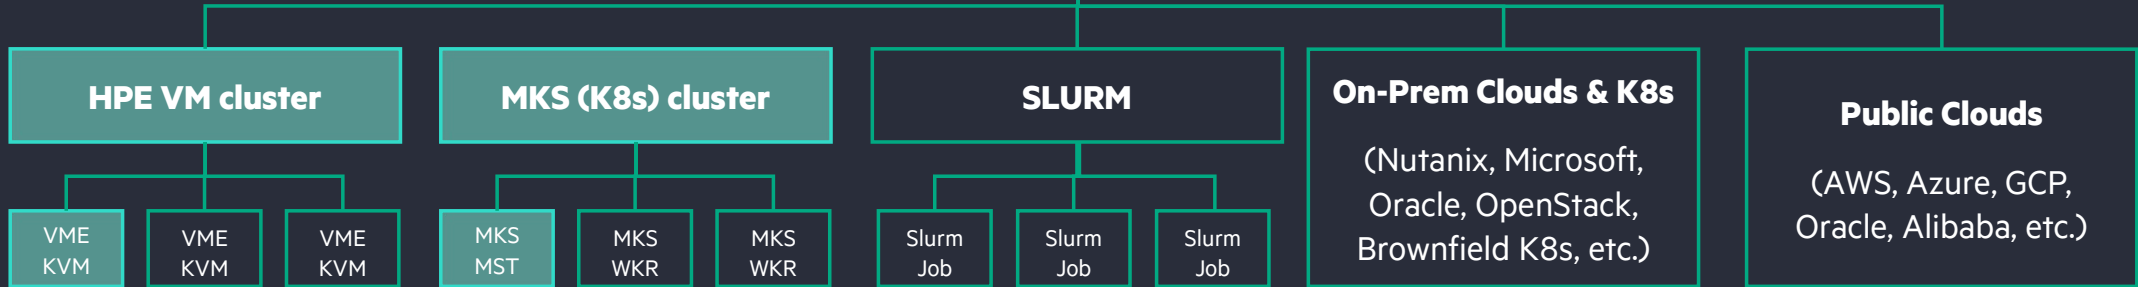 HPE VM cluster
MKS (K8s) cluster
SLURM
On-Prem Clouds & K8s
(Nutanix, Microsoft,
Oracle, OpenStack,
Brownfield K8s, etc.)
Public Clouds
(AWS, Azure, GCP,
Oracle, Alibaba, etc.)
VME
KVM
VME
KVM
VME
KVM
MKS
MST
MKS
WKR
MKS
WKR
Slurm
Job
Slurm
Job
Slurm
Job